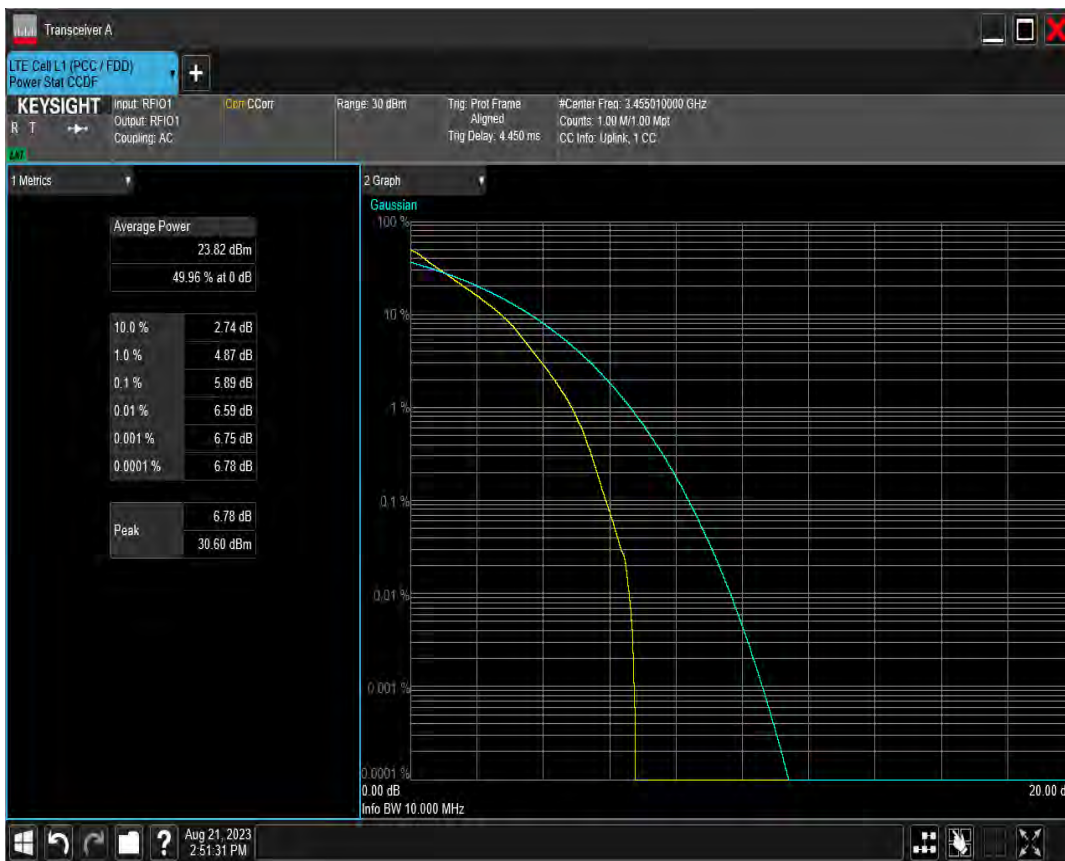 Transceiver A
LTE Cell L1 (PCC / FDD)
Power Stat CCDF
+
KEYSIGHT
R T
LXI
Input: RFIO1
Output: RFIO1
Coupling: AC
Corr CCorr
Range: 30 dBm
Trig: Prot Frame
Aligned
Trig Delay: 4.450 ms
#Center Freq: 3.455010000 GHz
Counts: 1.00 M/1.00 Mpt
CC Info: Uplink, 1 CC
1 Metrics
Average Power
23.82 dBm
49.96 % at 0 dB
10.0 % 2.74 dB
1.0 % 4.87 dB
0.1 % 5.89 dB
0.01 % 6.59 dB
0.001 % 6.75 dB
0.0001 % 6.78 dB
Peak
6.78 dB
30.60 dBm
2 Graph
Gaussian
100 %
10 %
1 %
0.1 %
0.01 %
0.001 %
0.0001 %
0.00 dB 20.00 d
Info BW 10.000 MHz
?
Aug 21, 2023
2:51:31 PM